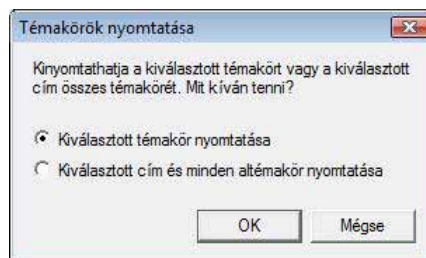 Témakörök nyomtatása
Kinyomtathatja a kiválasztott témakört vagy a kiválasztott
cím összes témakörét. Mit kíván tenni?
Kiválasztott témakör nyomtatása
Kiválasztott cím és minden altémakör nyomtatása
OK Mégse